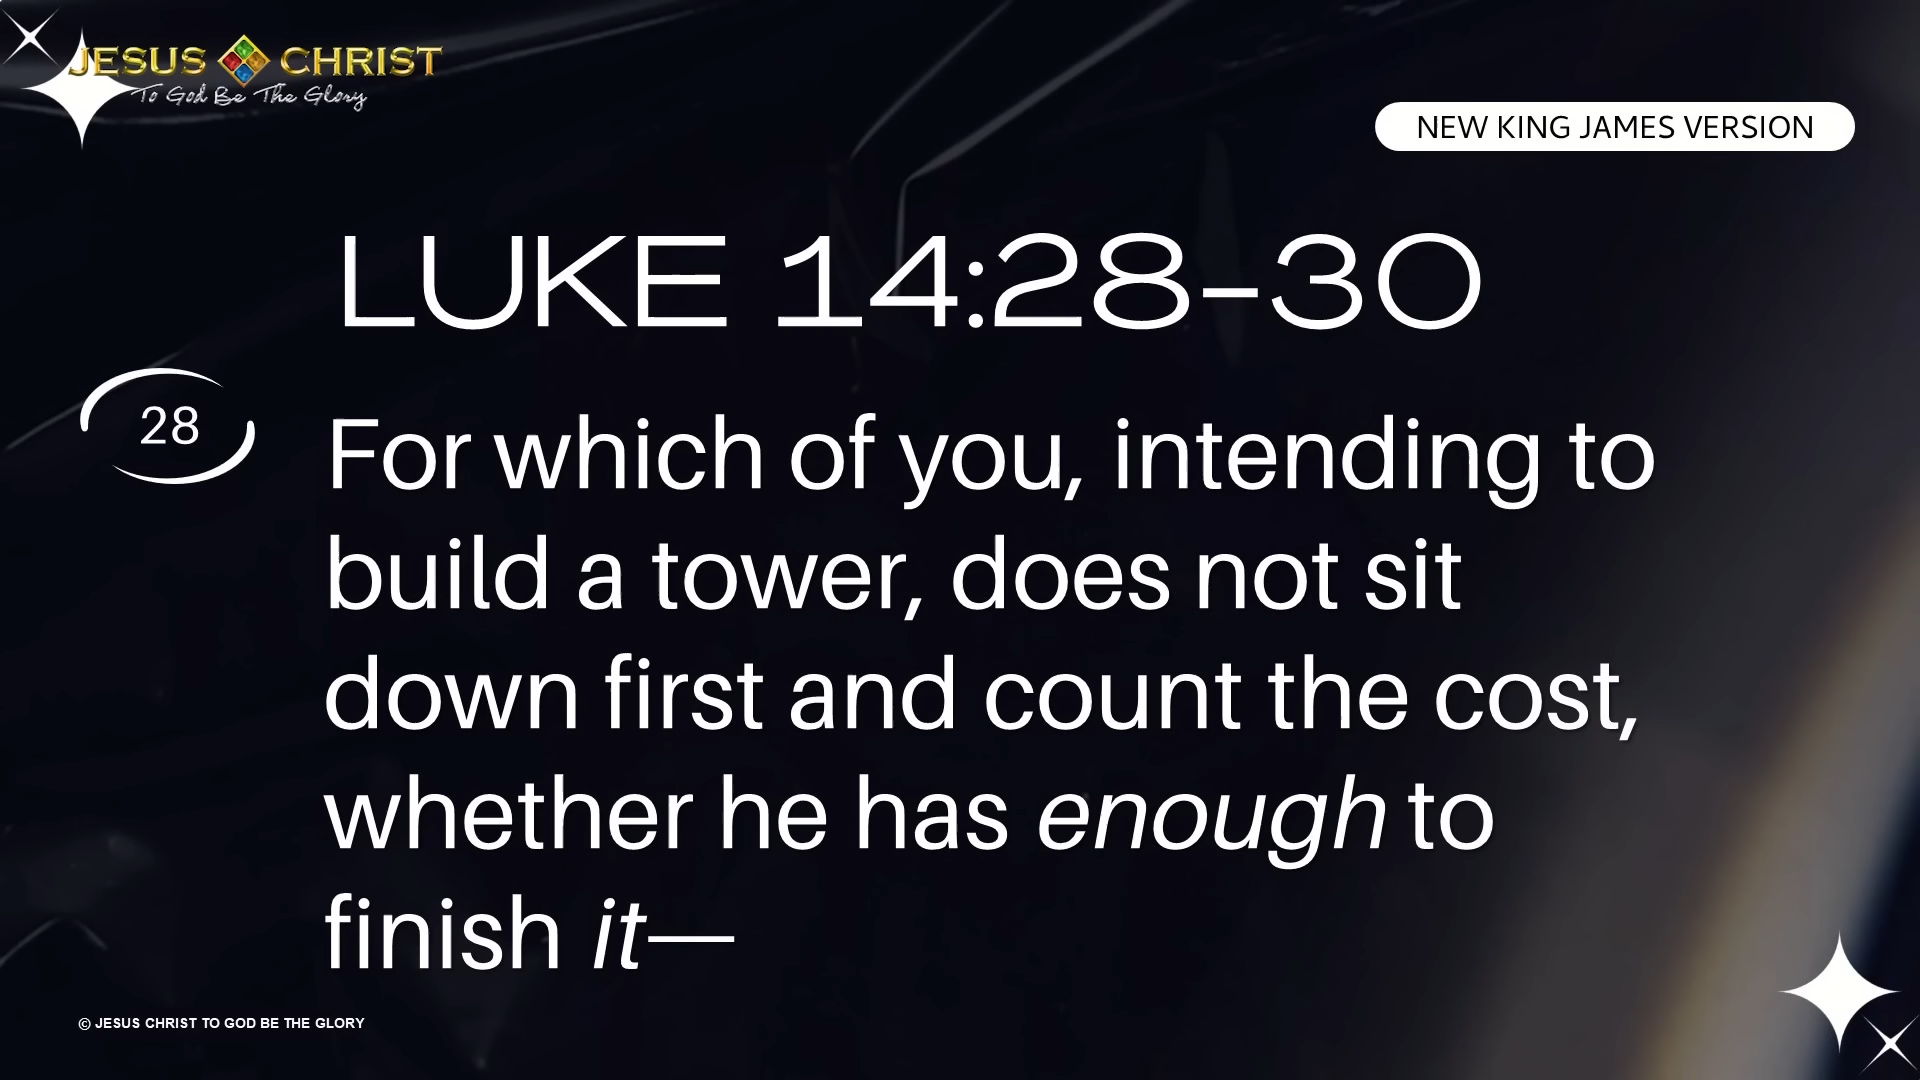 JESUS CHRIST
To God Be The Glory
NEW KING JAMES VERSION
LUKE 14:28-30
28
For which of you, intending to
build a tower, does not sit
down first and count the cost,
whether he has enough to
finish it—
© JESUS CHRIST TO GOD BE THE GLORY